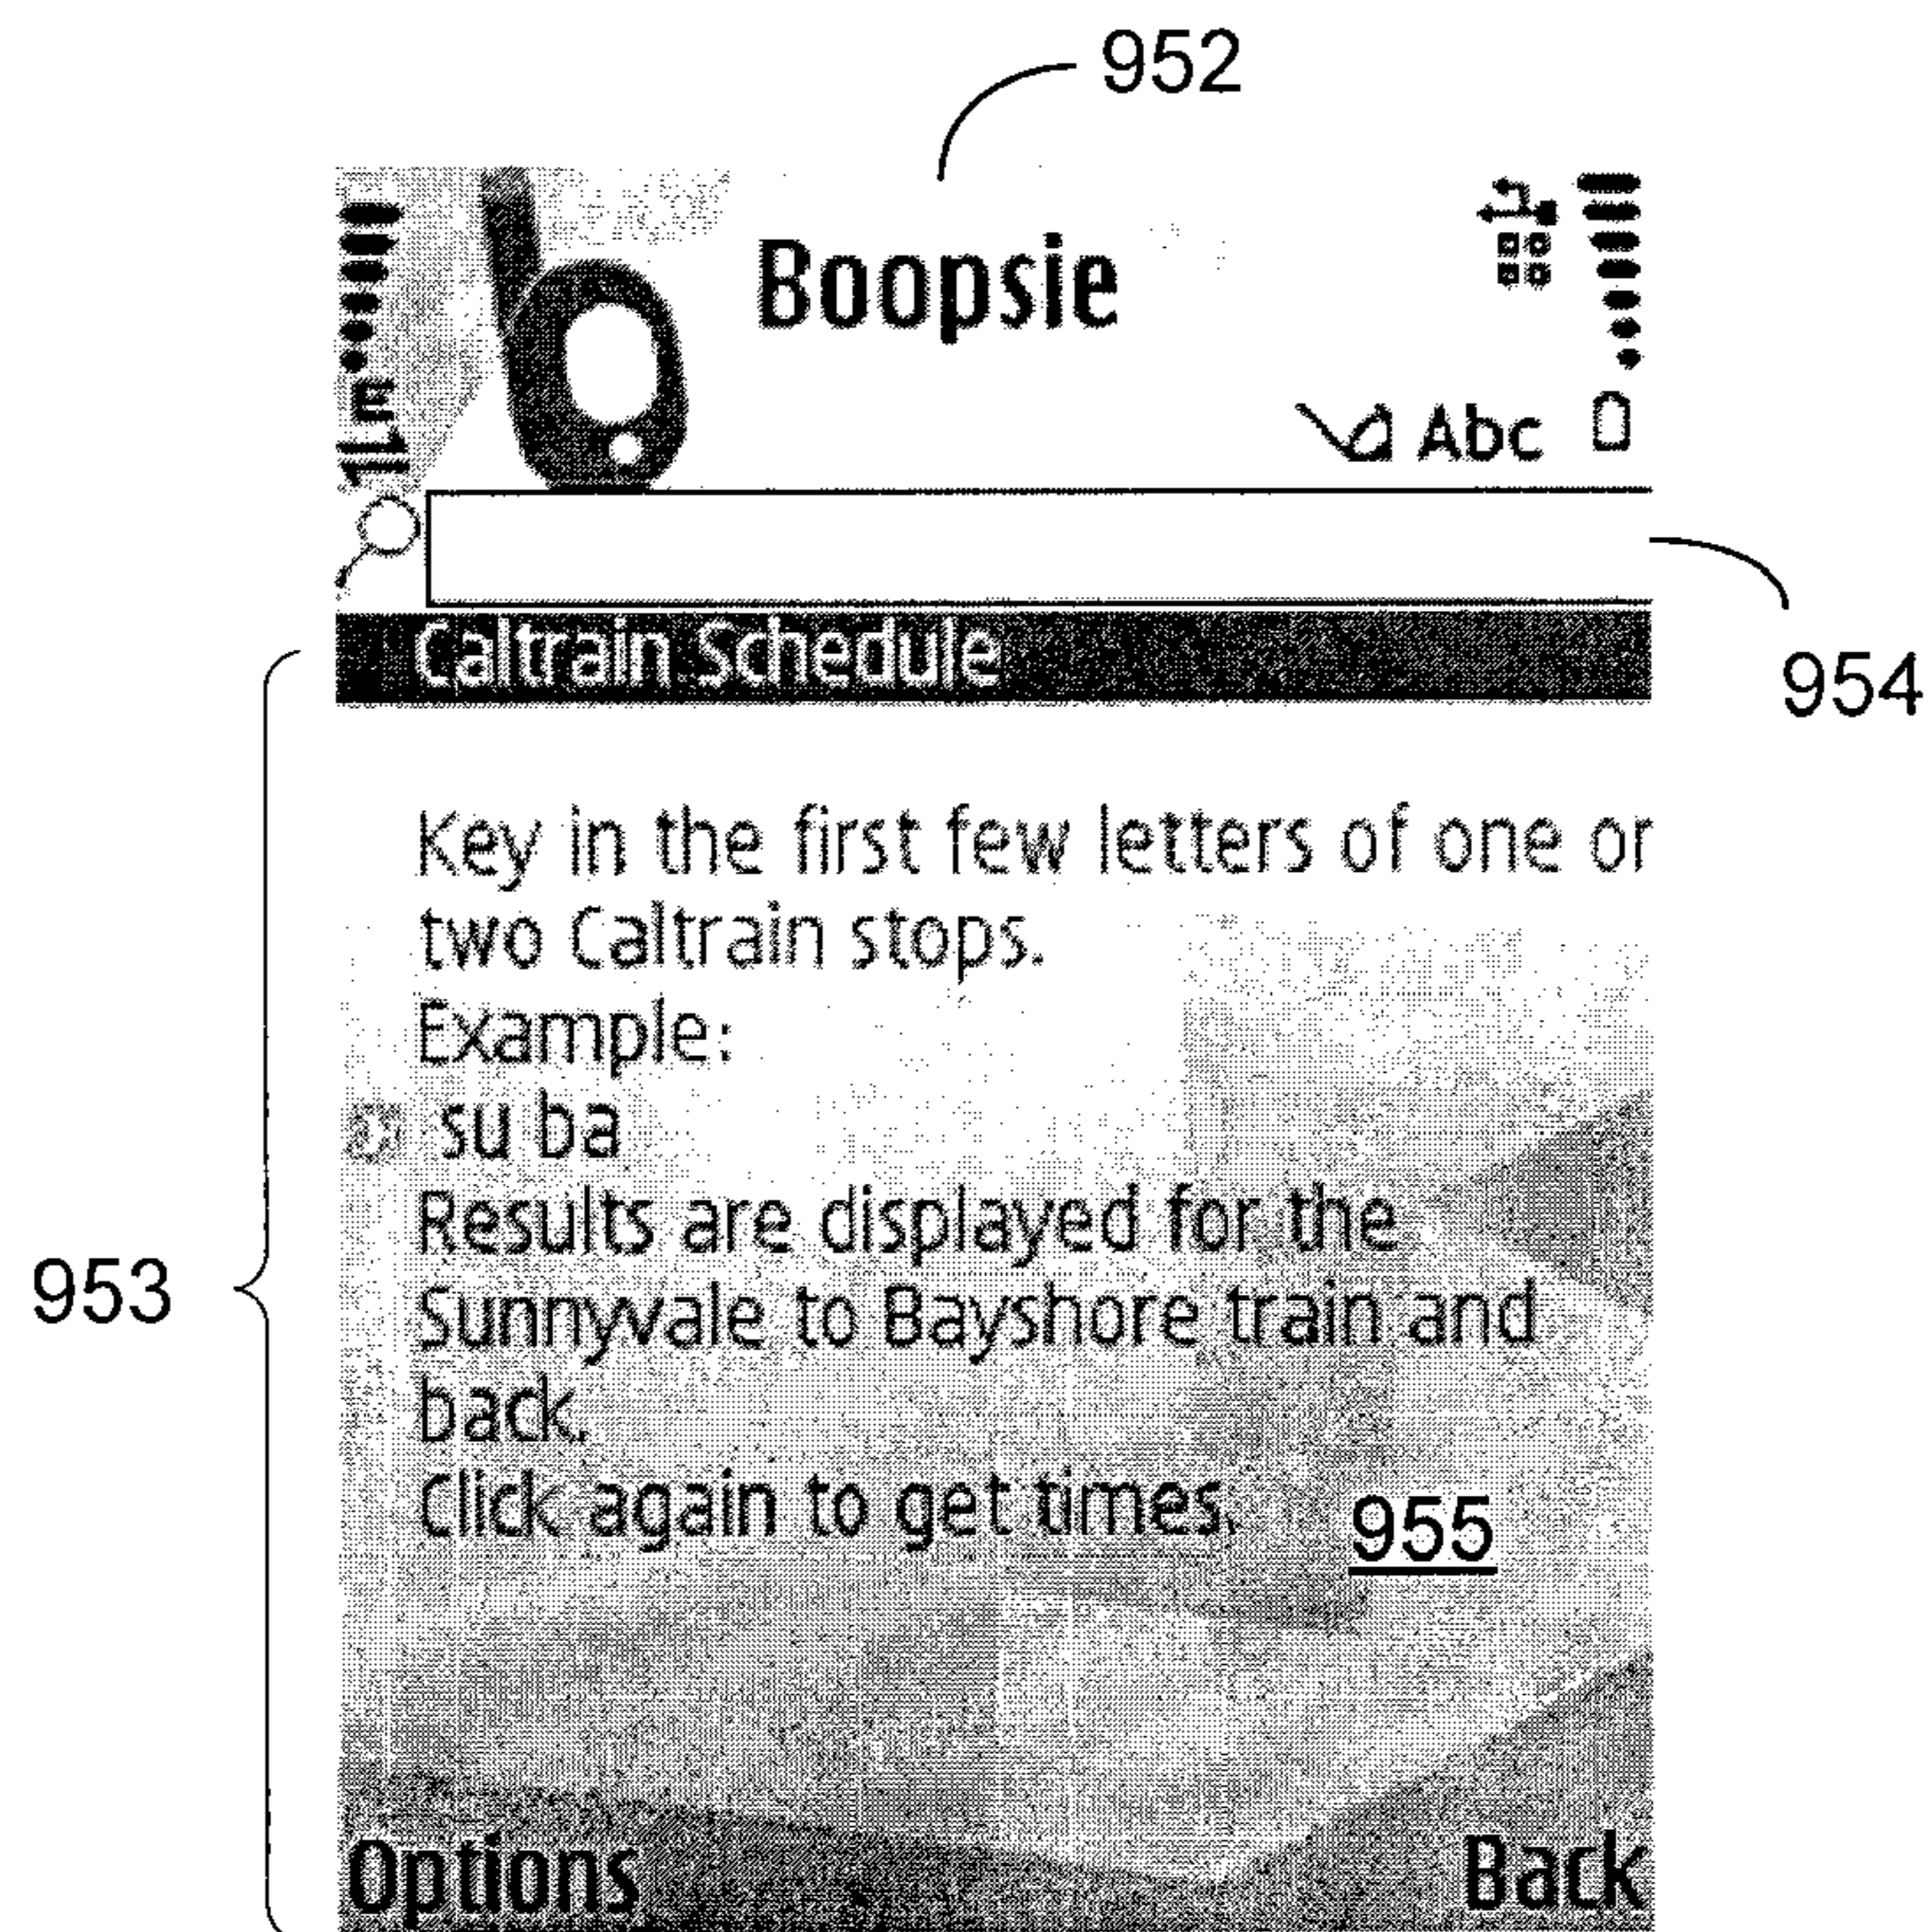 952
Boopsie
Abc
954
Caltrain Schedule
Key in the first few letters of one or
two Caltrain stops.
Example:
su ba
Results are displayed for the
953
Sunnyvale to Bayshore train and
back.
Click again to get times.
955
Options
Back